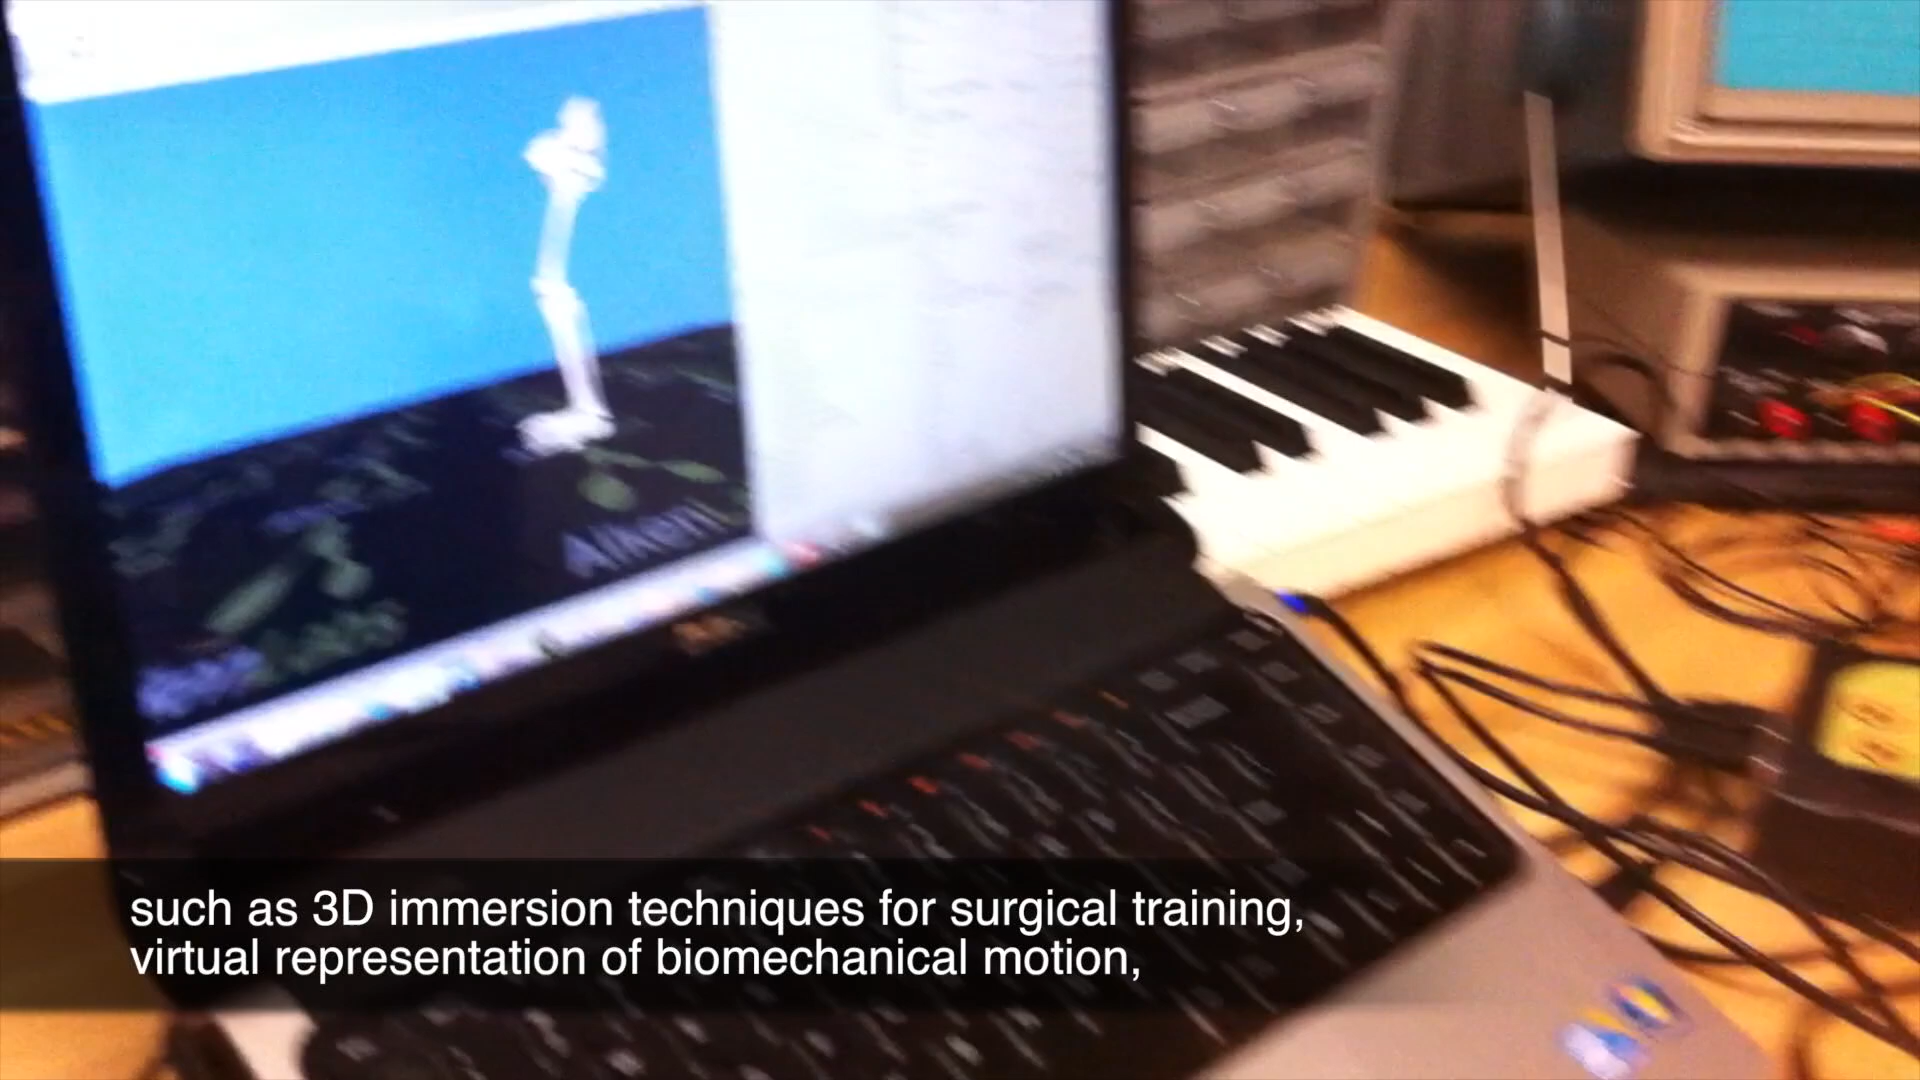 such as 3D immersion techniques for surgical training,
virtual representation of biomechanical motion,